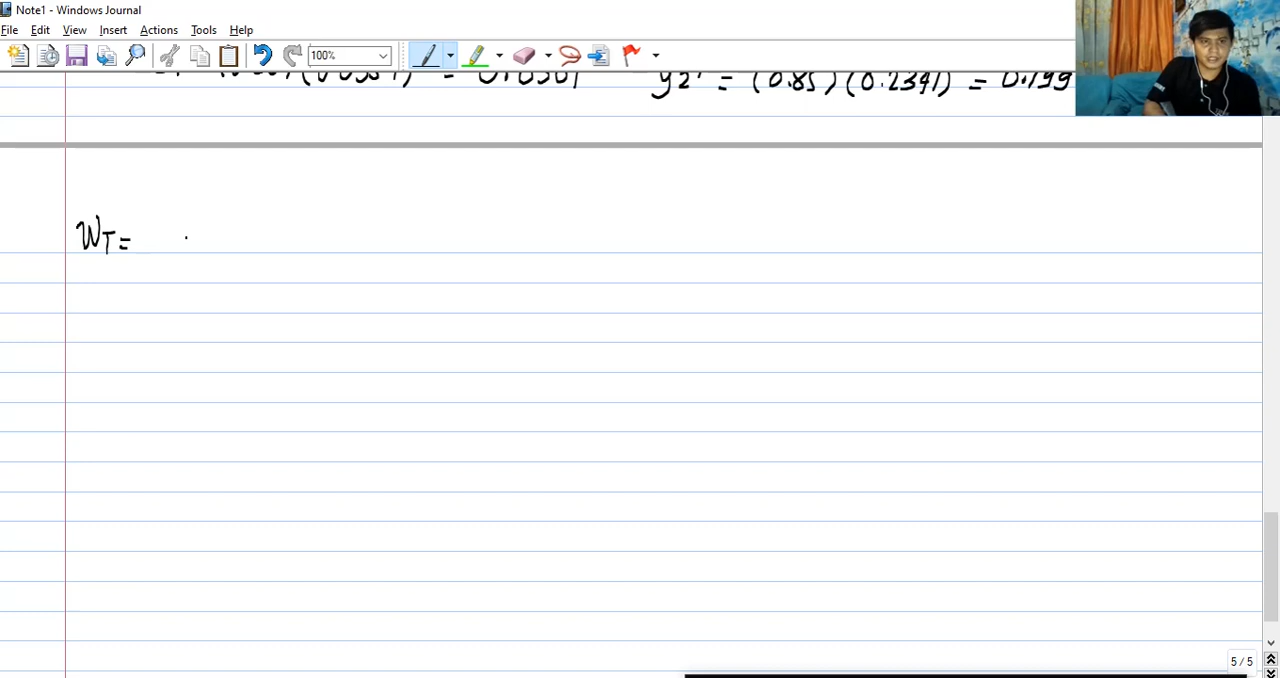 Note1 - Windows Journal
File Edit View Insert Actions Tools Help
100%
y2' = (0.85)(0.2341) = 0.199
WT =
5 / 5